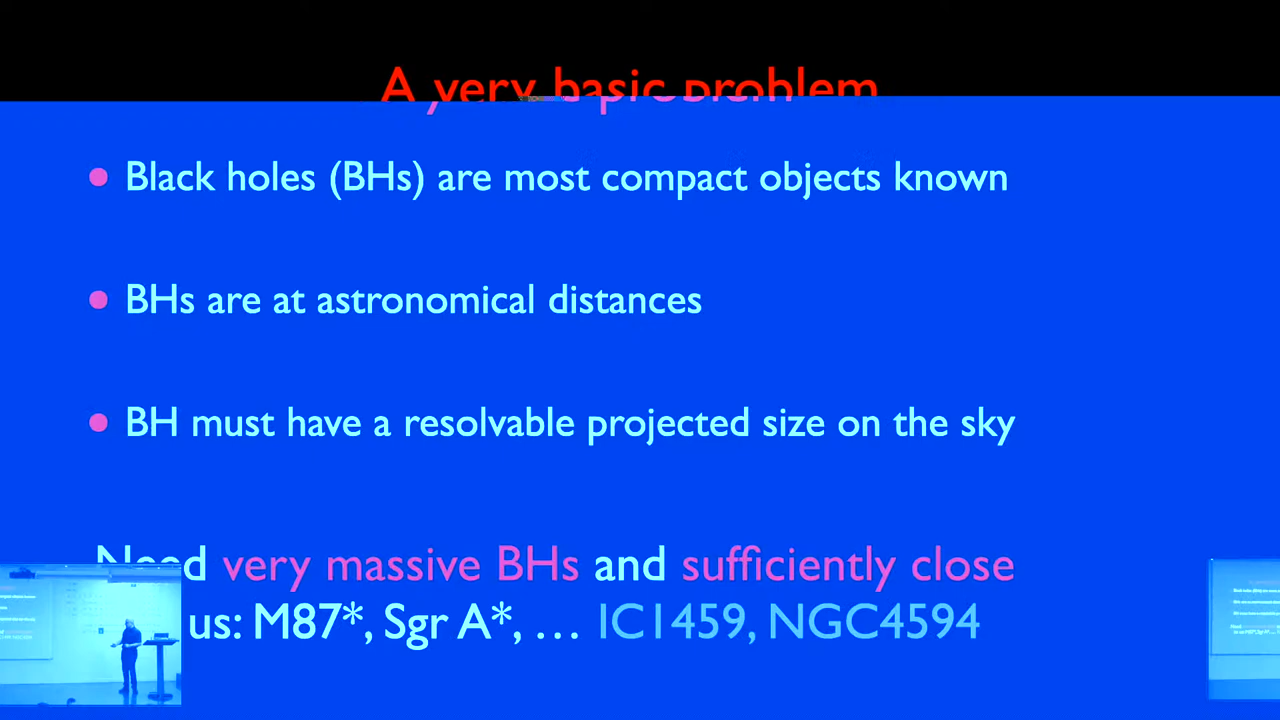 A very basic problem
• Black holes (BHs) are most compact objects known
• BHs are at astronomical distances
• BH must have a resolvable projected size on the sky
Need very massive BHs and sufficiently close
us: M87*, Sgr A*, … IC1459, NGC4594